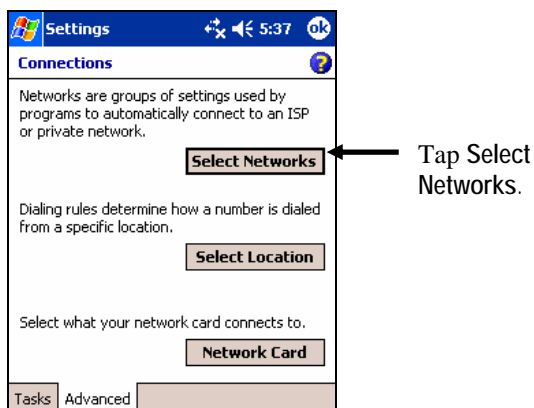 Settings 5:37 ok
Connections ?
Networks are groups of settings used by
programs to automatically connect to an ISP
or private network.
Select Networks
Tap Select
Networks.
Dialing rules determine how a number is dialed
from a specific location.
Select Location
Select what your network card connects to.
Network Card
Tasks Advanced